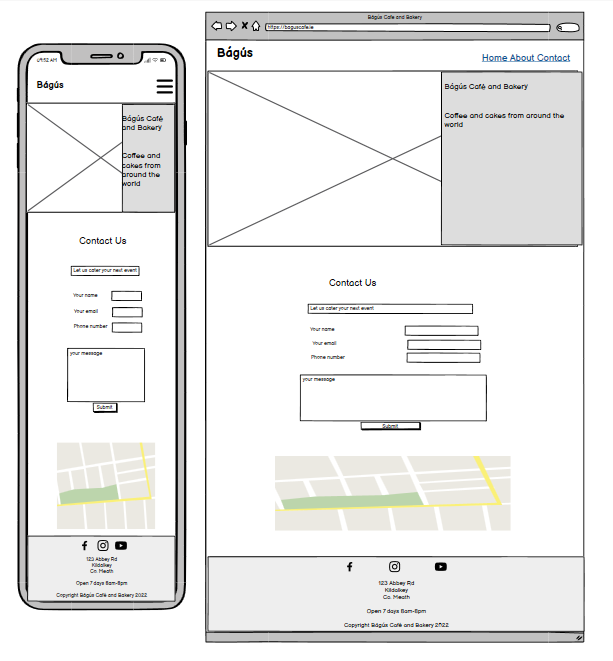 09:52 AM
Bágús
Bágús Café
and Bakery
Coffee and
cakes from
around the
world
Contact Us
Let us cater your next event
Your name
Your email
Phone number
your message
Submit
123 Abbey Rd
Kildalkey
Co. Meath
Open 7 days 8am-8pm
Copyright Bágús Café and Bakery 2022
Bágús Cafe and Bakery
https://baguscafe.ie
Bágús
Home About Contact
Bágús Café and Bakery
Coffee and cakes from around the
world
Contact Us
Let us cater your next event
Your name
Your email
Phone number
your message
Submit
123 Abbey Rd
Kildalkey
Co. Meath
Open 7 days 8am-8pm
Copyright Bágús Café and Bakery 2022